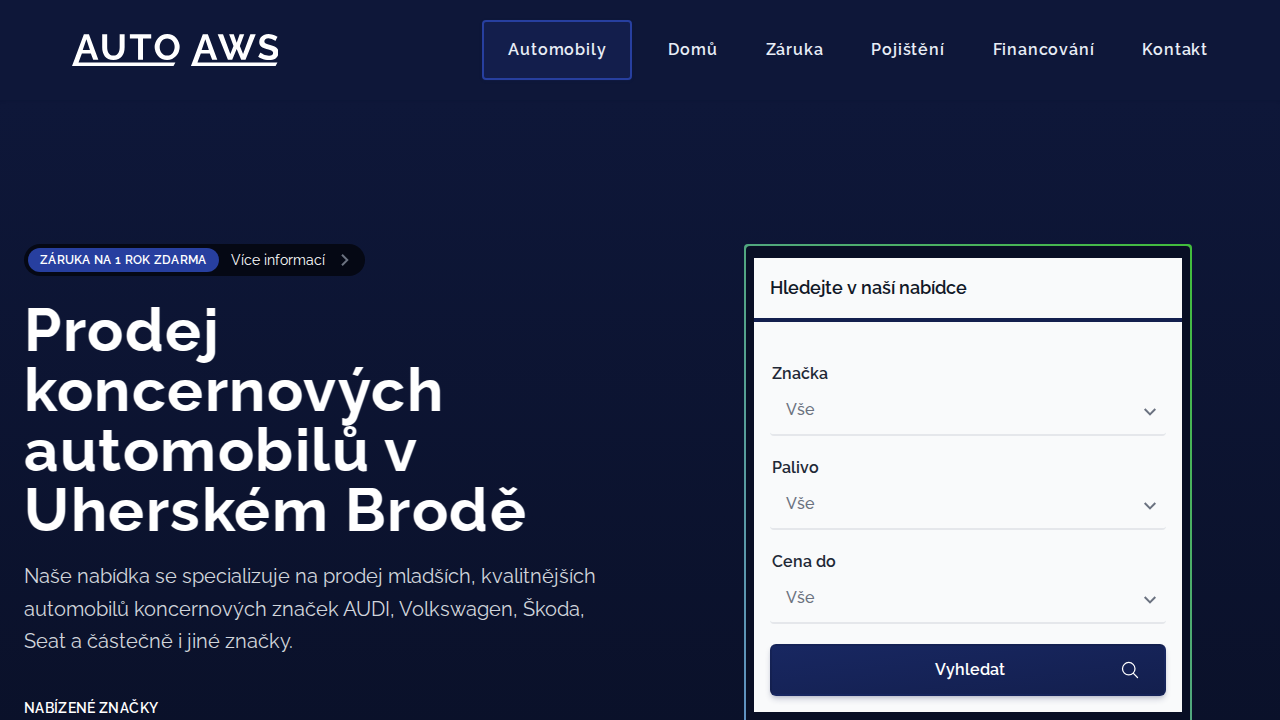 AUTO AWS
Automobily
Domů
Záruka
Pojištění
Financování
Kontakt
ZÁRUKA NA 1 ROK ZDARMA
Více informací
Prodej
koncernových
automobilů v
Uherském Brodě
Naše nabídka se specializuje na prodej mladších, kvalitnějších
automobilů koncernových značek AUDI, Volkswagen, Škoda,
Seat a částečně i jiné značky.
NABÍZENÉ ZNAČKY
Hledejte v naší nabídce
Značka
Vše
Palivo
Vše
Cena do
Vše
Vyhledat